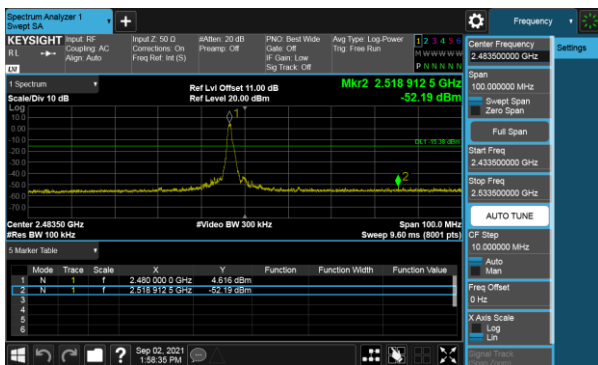 Spectrum Analyzer 1
Swept SA
Frequency
KEYSIGHT
Input: RF
Input Z: 50 Ω
#Atten: 20 dB
PNO: Best Wide
Avg Type: Log-Power
1 2 3 4 5 6
RL
Coupling: AC
Corrections: On
Preamp: Off
Gate: Off
Trig: Free Run
M W W W W W
Align: Auto
Freq Ref: Int (S)
IF Gain: Low
Sig Track: Off
P N N N N N
LXI
1 Spectrum
Ref Lvl Offset 11.00 dB
Mkr2 2.518 912 5 GHz
Scale/Div 10 dB
Ref Level 20.00 dBm
-52.19 dBm
Log
10.0
0.00
-10.0
-20.0
-30.0
-40.0
-50.0
-60.0
-70.0
1
2
Center 2.48350 GHz
#Video BW 300 kHz
Span 100.0 MHz
#Res BW 100 kHz
Sweep 9.60 ms (8001 pts)
5 Marker Table
Mode Trace Scale X Y Function Function Width Function Value
1 N 1 f 2.480 000 0 GHz 4.616 dBm
2 N 1 f 2.518 912 5 GHz -52.19 dBm
3
4
5
6
?
Sep 02, 2021
1:58:35 PM
Center Frequency
2.483500000 GHz
Settings
Span
100.000000 MHz
Swept Span
Zero Span
Full Span
Start Freq
2.433500000 GHz
Stop Freq
2.533500000 GHz
AUTO TUNE
CF Step
10.000000 MHz
Auto
Man
Freq Offset
0 Hz
X Axis Scale
Log
Lin
Signal Track